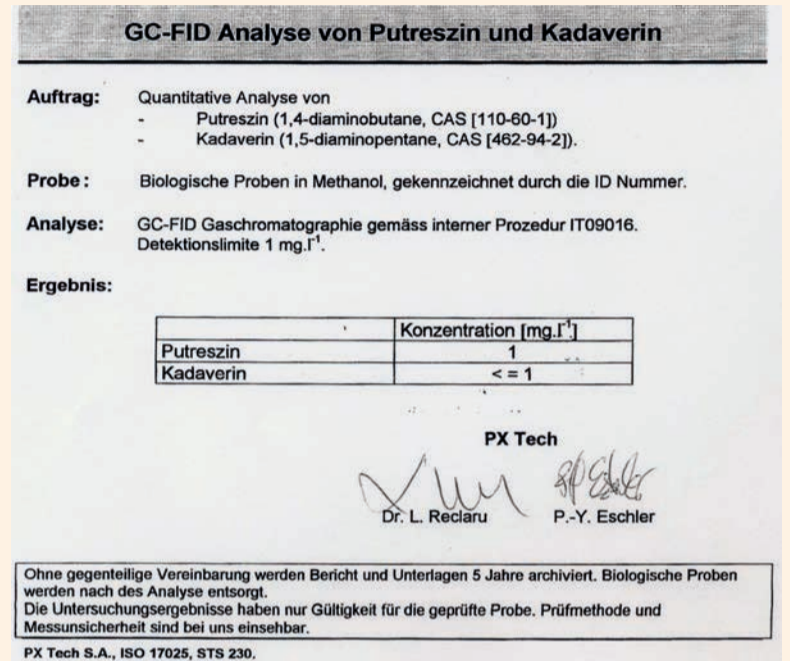 GC-FID Analyse von Putreszin und Kadaverin
Auftrag: Quantitative Analyse von
- Putreszin (1,4-diaminobutane, CAS [110-60-1])
- Kadaverin (1,5-diaminopentane, CAS [462-94-2]).
Probe: Biologische Proben in Methanol, gekennzeichnet durch die ID Nummer.
Analyse: GC-FID Gaschromatographie gemäss interner Prozedur IT09016.
Detektionslimite 1 mg.l⁻¹.
Ergebnis:
Konzentration [mg.l⁻¹]
Putreszin 1
Kadaverin < = 1
PX Tech
Dr. L. Reclaru P.-Y. Eschler
Ohne gegenteilige Vereinbarung werden Bericht und Unterlagen 5 Jahre archiviert. Biologische Proben
werden nach des Analyse entsorgt.
Die Untersuchungsergebnisse haben nur Gültigkeit für die geprüfte Probe. Prüfmethode und
Messunsicherheit sind bei uns einsehbar.
PX Tech S.A., ISO 17025, STS 230.